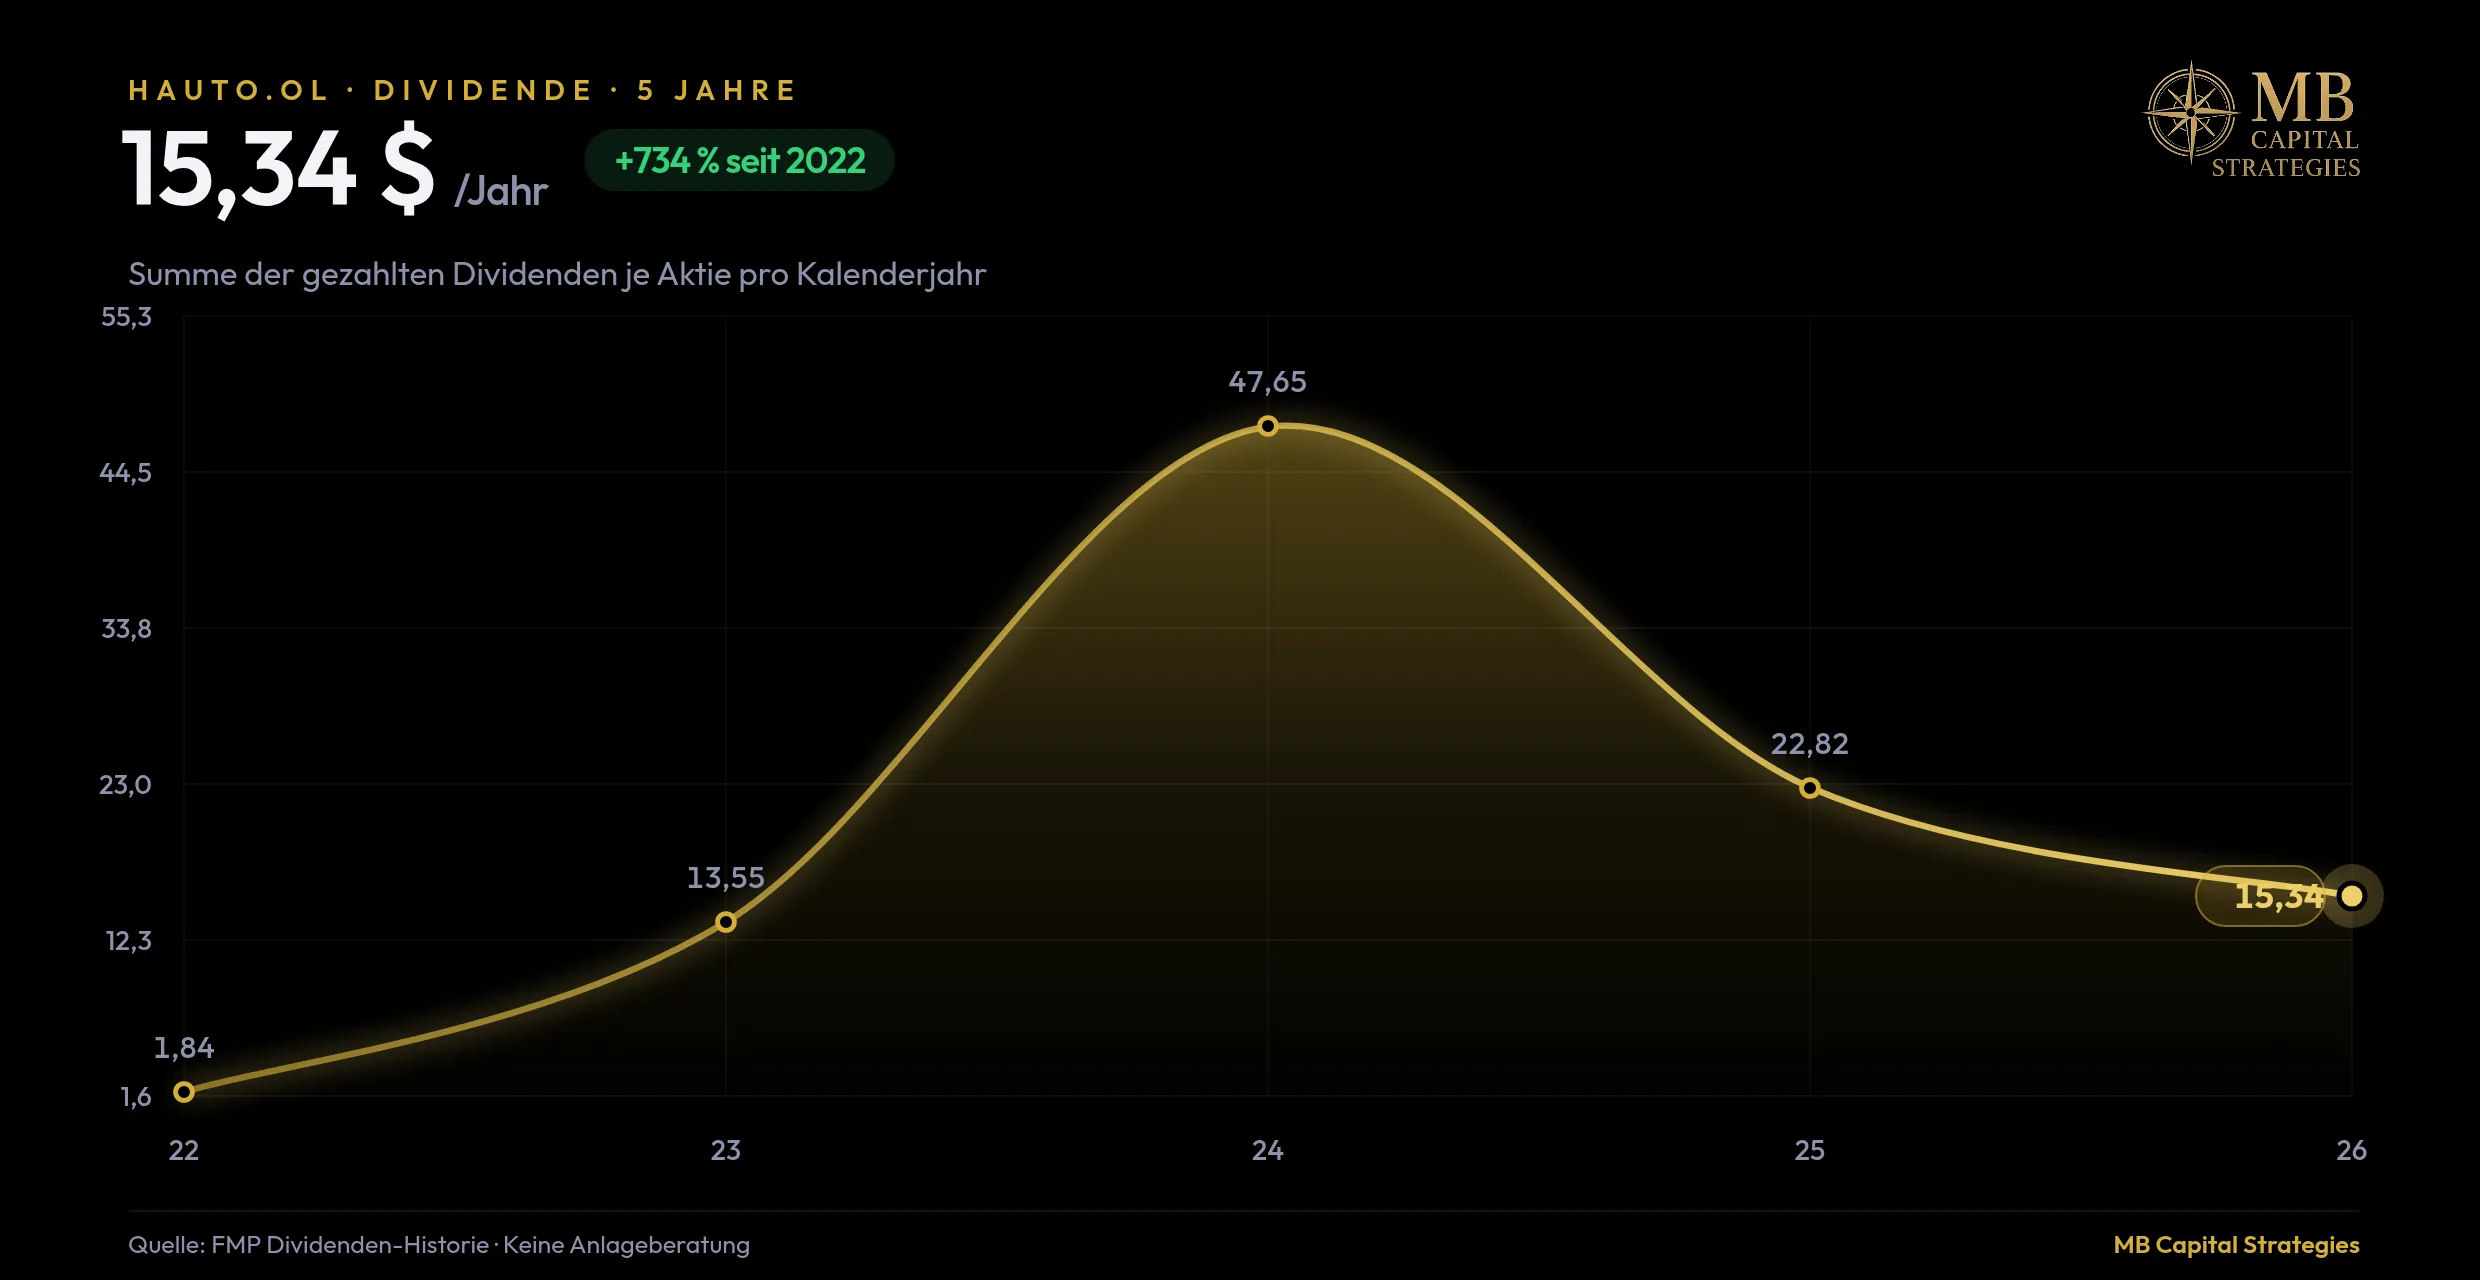 HAUTO.OL · DIVIDENDE · 5 JAHRE
15,34 $ /Jahr
+734 % seit 2022
MB
CAPITAL
STRATEGIES
Summe der gezahlten Dividenden je Aktie pro Kalenderjahr
55,3
47,65
44,5
33,8
22,82
23,0
13,55
15,34
12,3
1,84
1,6
22 23 24 25 26
Quelle: FMP Dividenden-Historie · Keine Anlageberatung
MB Capital Strategies